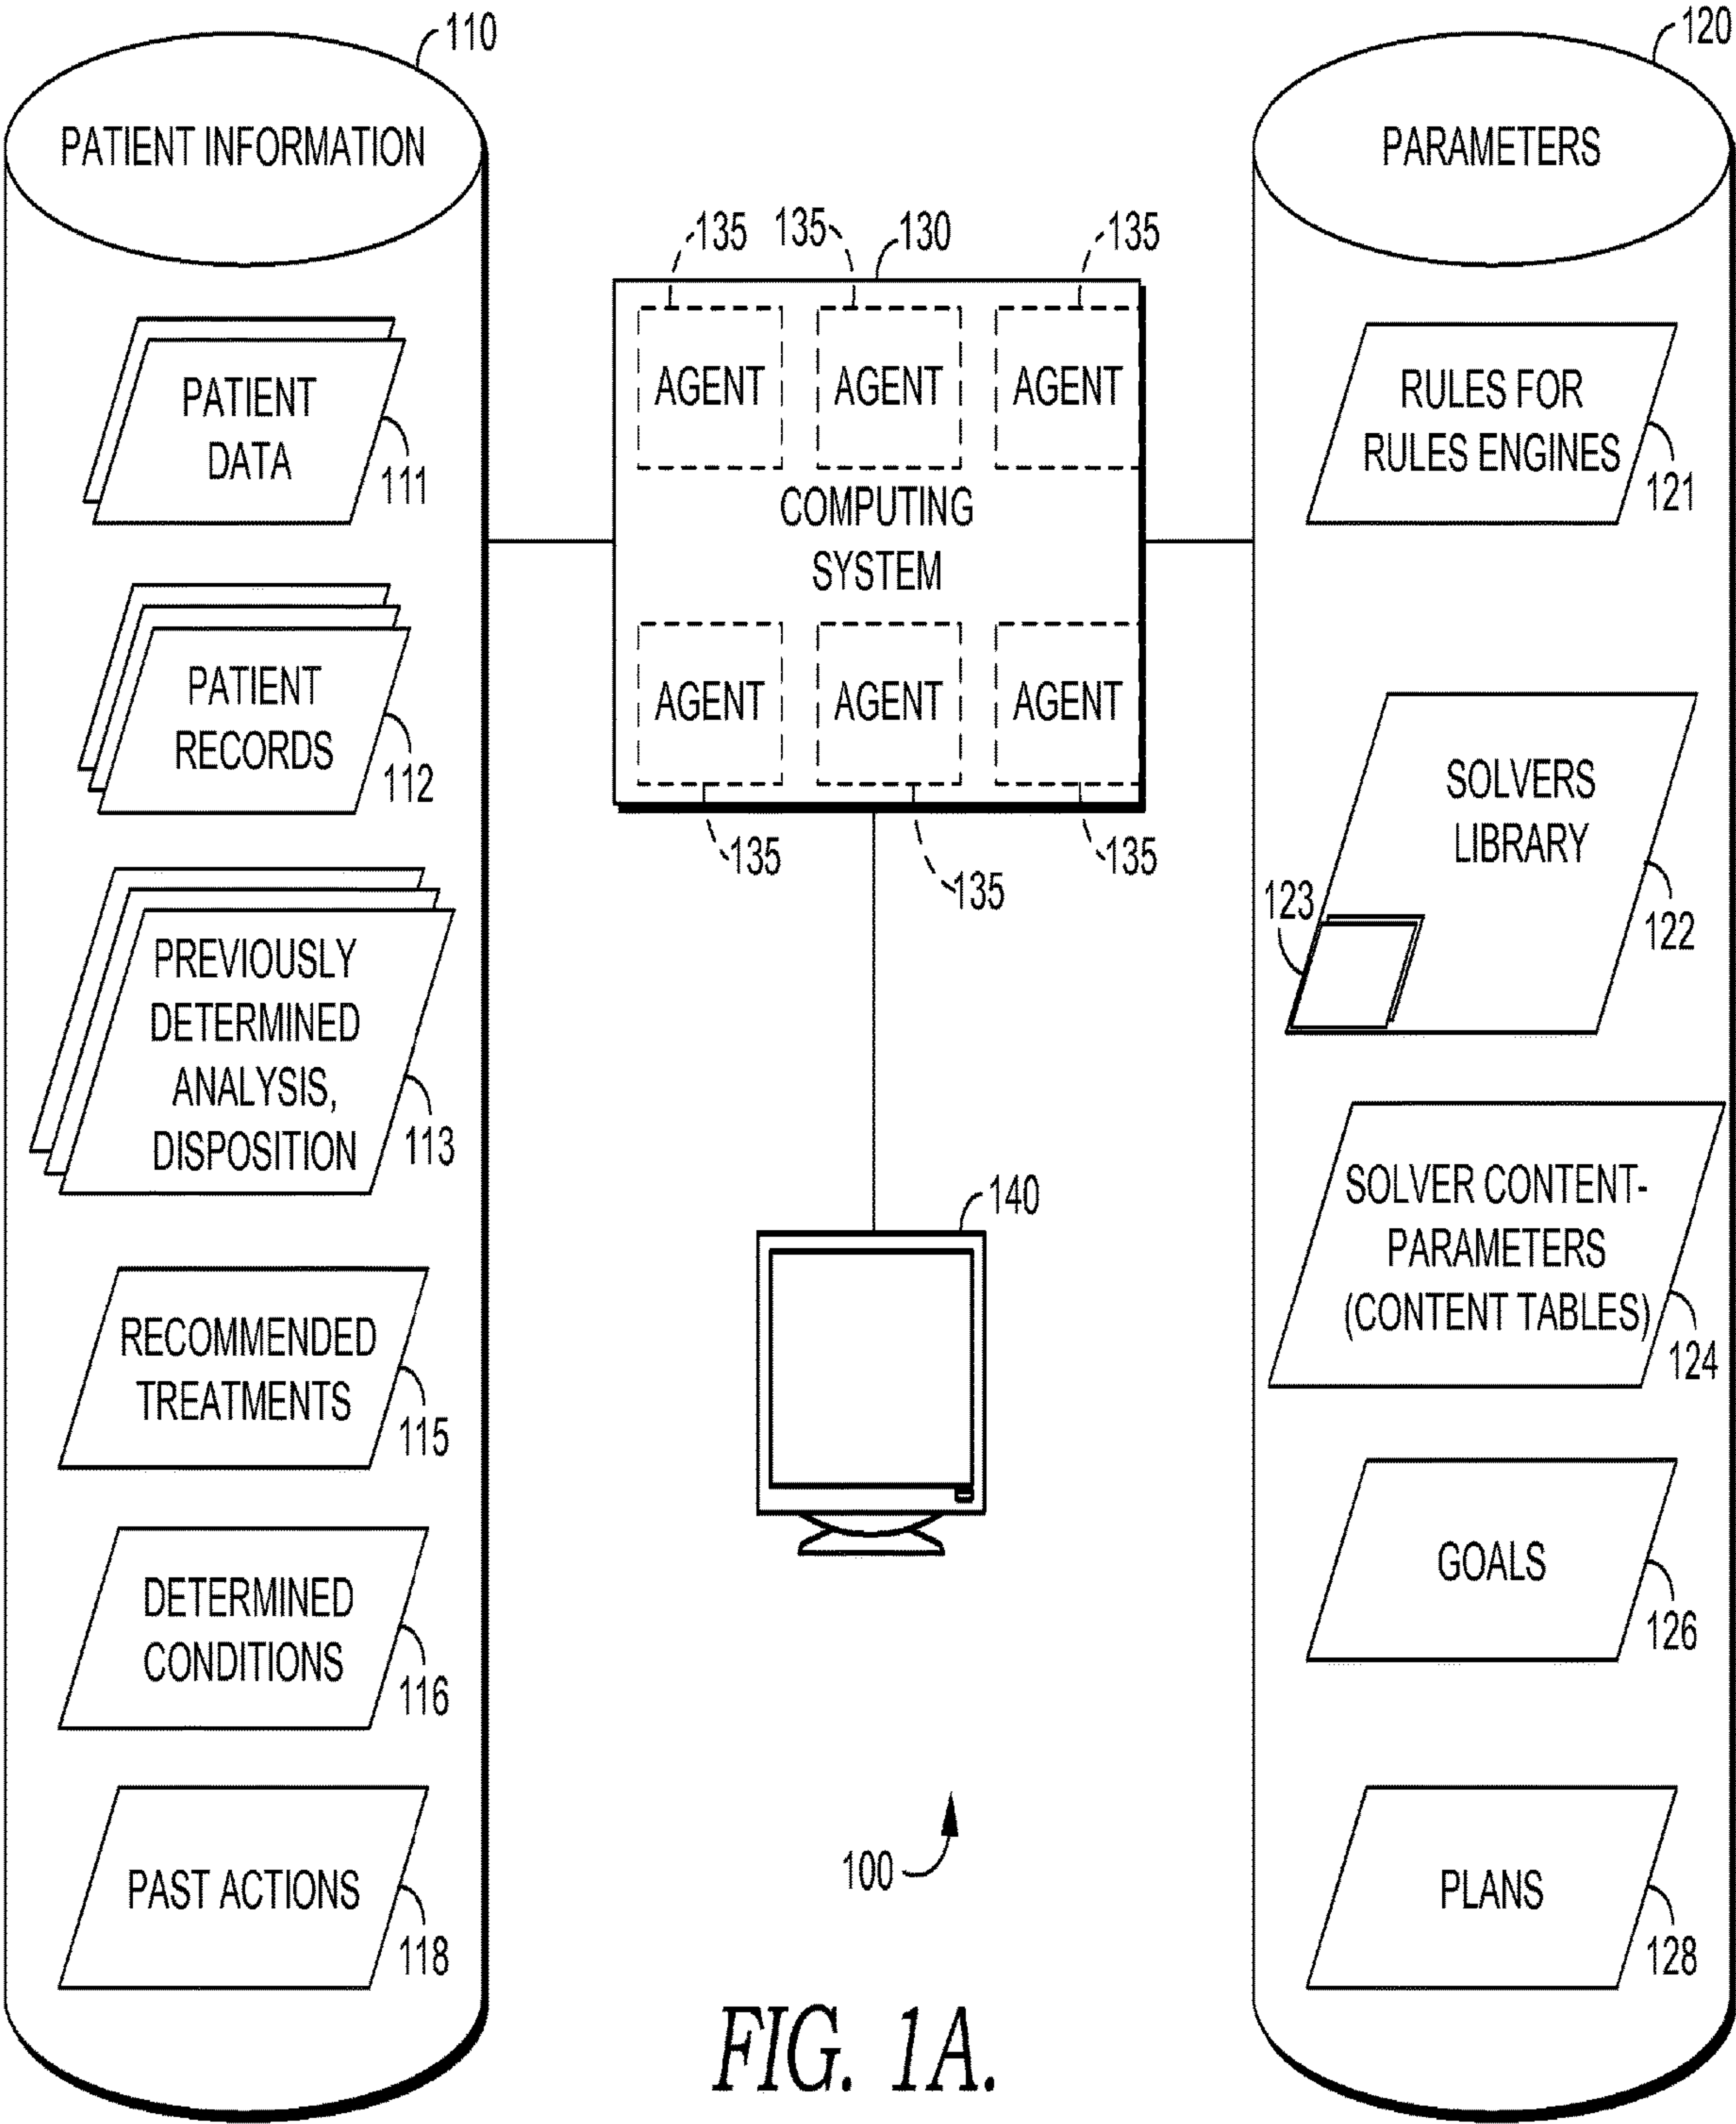 110
PATIENT INFORMATION
PATIENT
DATA
111
PATIENT
RECORDS
112
PREVIOUSLY
DETERMINED
ANALYSIS,
DISPOSITION
113
RECOMMENDED
TREATMENTS
115
DETERMINED
CONDITIONS
116
PAST ACTIONS
118
135
135
130
135
AGENT
AGENT
AGENT
COMPUTING
SYSTEM
AGENT
AGENT
AGENT
135
135
135
140
100
120
PARAMETERS
RULES FOR
RULES ENGINES
121
SOLVERS
LIBRARY
123
122
SOLVER CONTENT-
PARAMETERS
(CONTENT TABLES)
124
GOALS
126
PLANS
128
FIG. 1A.